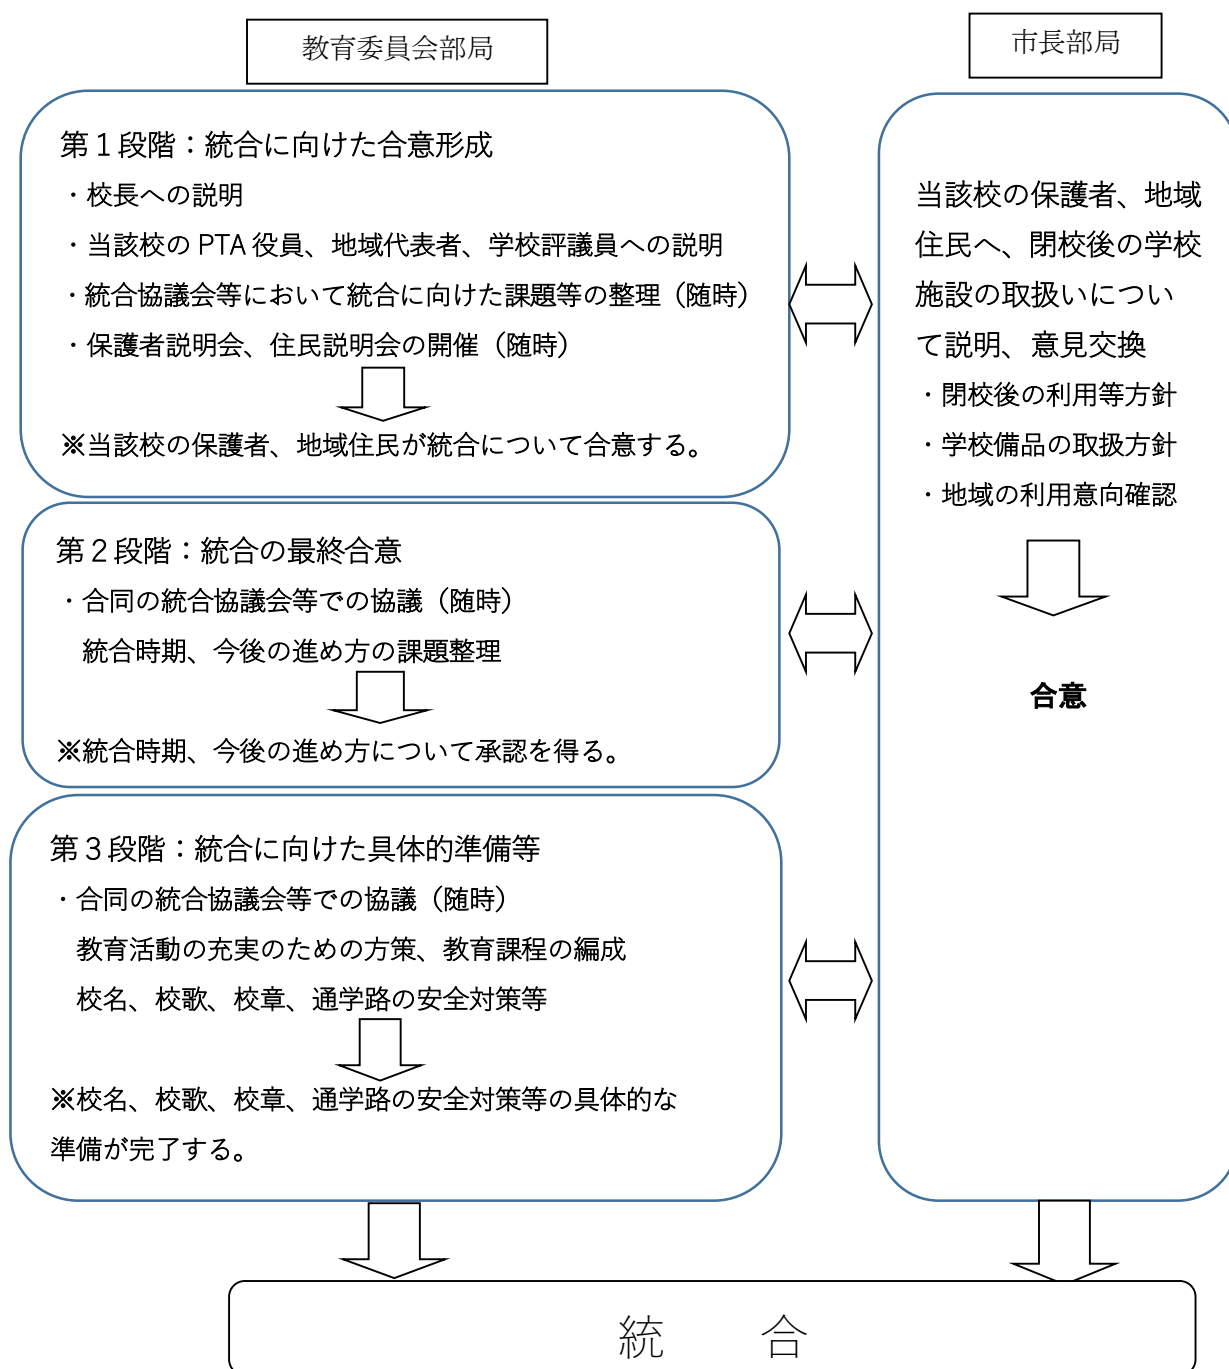 教育委員会部局
市長部局
第１段階：統合に向けた合意形成
・校長への説明
・当該校の PTA 役員、地域代表者、学校評議員への説明
・統合協議会等において統合に向けた課題等の整理（随時）
・保護者説明会、住民説明会の開催（随時）
※当該校の保護者、地域住民が統合について合意する。
第２段階：統合の最終合意
・合同の統合協議会等での協議（随時）
統合時期、今後の進め方の課題整理
※統合時期、今後の進め方について承認を得る。
第３段階：統合に向けた具体的準備等
・合同の統合協議会等での協議（随時）
教育活動の充実のための方策、教育課程の編成
校名、校歌、校章、通学路の安全対策等
※校名、校歌、校章、通学路の安全対策等の具体的な
準備が完了する。
当該校の保護者、地域
住民へ、閉校後の学校
施設の取扱いについ
て説明、意見交換
・閉校後の利用等方針
・学校備品の取扱方針
・地域の利用意向確認
合意
統　　合